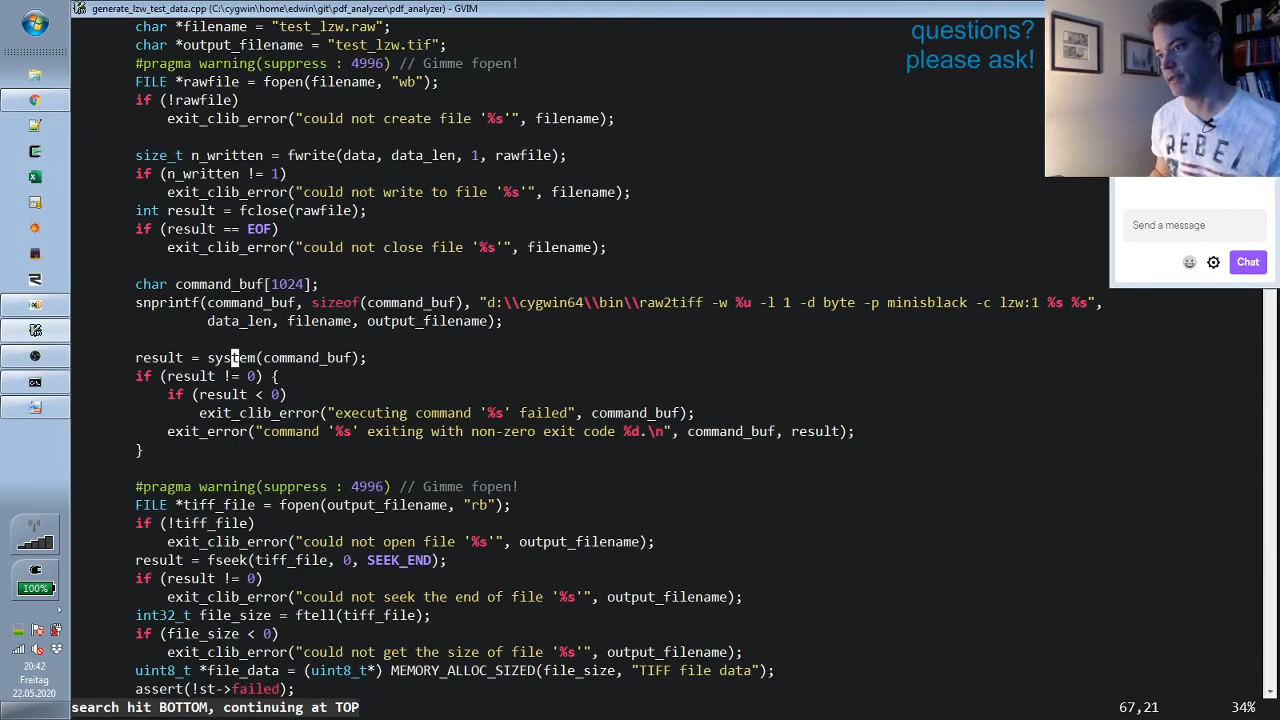 generate_lzw_test_data.cpp (C:\cygwin\home\edwin\git\pdf_analyzer\pdf_analyzer) - GVIM
char *filename = "test_lzw.raw";
char *output_filename = "test_lzw.tif";
#pragma warning(suppress : 4996) // Gimme fopen!
FILE *rawfile = fopen(filename, "wb");
if (!rawfile)
exit_clib_error("could not create file '%s'", filename);
size_t n_written = fwrite(data, data_len, 1, rawfile);
if (n_written != 1)
exit_clib_error("could not write to file '%s'", filename);
int result = fclose(rawfile);
if (result == EOF)
exit_clib_error("could not close file '%s'", filename);
char command_buf[1024];
snprintf(command_buf, sizeof(command_buf), "d:\\cygwin64\\bin\\raw2tiff -w %u -l 1 -d byte -p minisblack -c lzw:1 %s %s",
data_len, filename, output_filename);
result = system(command_buf);
if (result != 0) {
if (result < 0)
exit_clib_error("executing command '%s' failed", command_buf);
exit_error("command '%s' exiting with non-zero exit code %d.\n", command_buf, result);
}
#pragma warning(suppress : 4996) // Gimme fopen!
FILE *tiff_file = fopen(output_filename, "rb");
if (!tiff_file)
exit_clib_error("could not open file '%s'", output_filename);
result = fseek(tiff_file, 0, SEEK_END);
if (result != 0)
exit_clib_error("could not seek the end of file '%s'", output_filename);
int32_t file_size = ftell(tiff_file);
if (file_size < 0)
exit_clib_error("could not get the size of file '%s'", output_filename);
uint8_t *file_data = (uint8_t*) MEMORY_ALLOC_SIZED(file_size, "TIFF file data");
assert(!st->failed);
search hit BOTTOM, continuing at TOP
67,21
34%
questions?
please ask!
REBEL
Send a message
Chat
100%
20:42
Freitag
22.05.2020